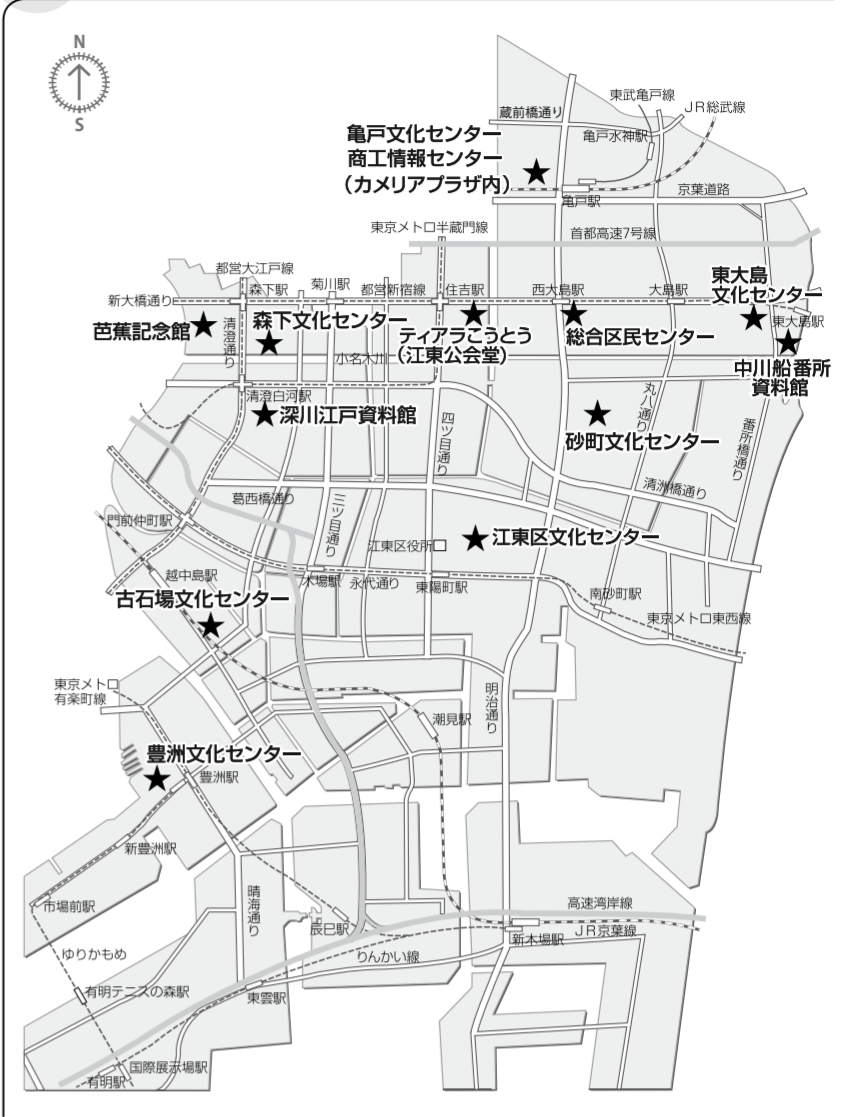 N
S
東武亀戸線
JR総武線
蔵前橋通り
亀戸水神駅
亀戸文化センター
商工情報センター
(カメリアプラザ内)
亀戸駅
京葉道路
東京メトロ半蔵門線
首都高速7号線
都営大江戸線
森下駅
菊川駅
都営新宿線
住吉駅
西大島駅
大島駅
東大島
文化センター
新大橋通り
東大島駅
芭蕉記念館
清澄通り
森下文化センター
ティアラこうとう
(江東公会堂)
総合区民センター
小名木川
中川船番所
資料館
清澄白河駅
深川江戸資料館
四ツ目通り
丸八通り
砂町文化センター
番所橋通り
清洲橋通り
葛西橋通り
三ツ目通り
門前仲町駅
江東区役所
江東区文化センター
越中島駅
木場駅
永代通り
東陽町駅
南砂町駅
古石場文化センター
東京メトロ東西線
東京メトロ
有楽町線
明治通り
潮見駅
豊洲文化センター
豊洲駅
新豊洲駅
市場前駅
晴海通り
高速湾岸線
辰巳駅
新木場駅
JR京葉線
ゆりかもめ
りんかい線
有明テニスの森駅
東雲駅
国際展示場駅
有明駅